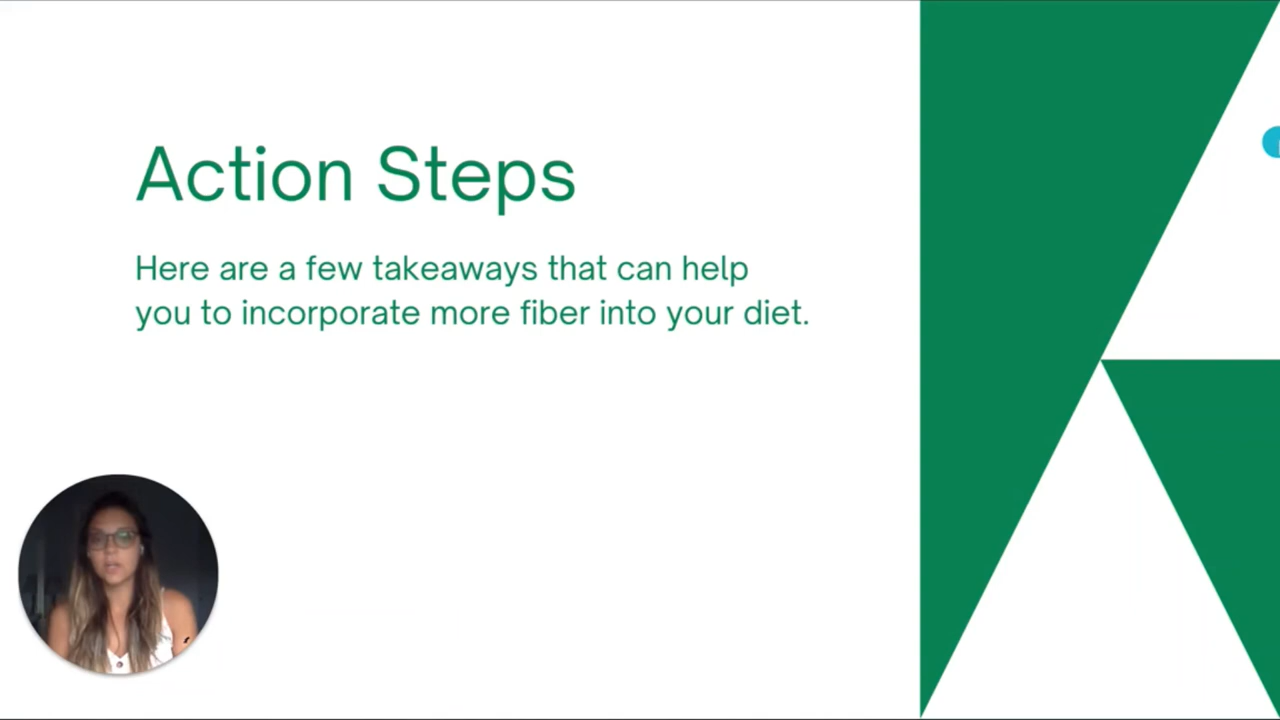 Action Steps
Here are a few takeaways that can help
you to incorporate more fiber into your diet.